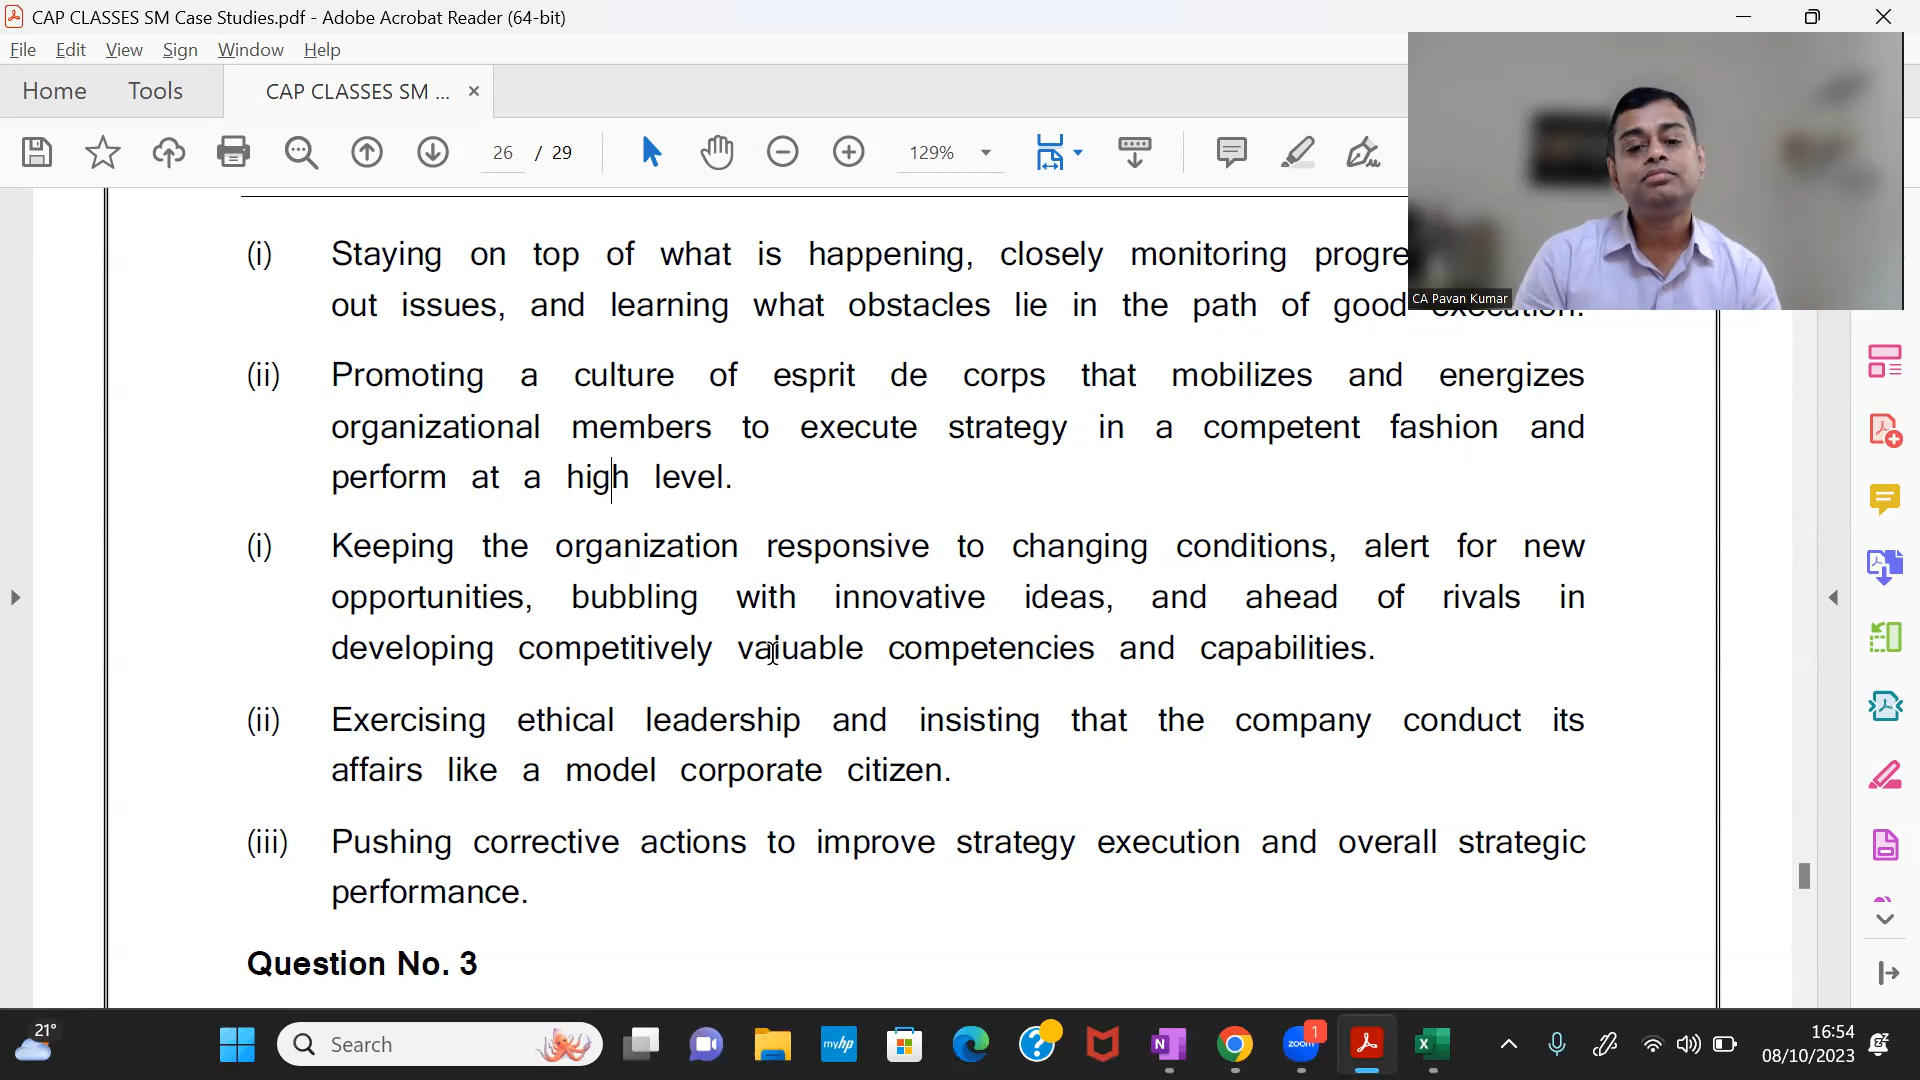 CAP CLASSES SM Case Studies.pdf - Adobe Acrobat Reader (64-bit)
File Edit View Sign Window Help
Home Tools CAP CLASSES SM ... ×
26 / 29 129%
CA Pavan Kumar
(i) Staying on top of what is happening, closely monitoring
out issues, and learning what obstacles lie in the path of good
(ii) Promoting a culture of esprit de corps that mobilizes and energizes
organizational members to execute strategy in a competent fashion and
perform at a high level.
(i) Keeping the organization responsive to changing conditions, alert for new
opportunities, bubbling with innovative ideas, and ahead of rivals in
developing competitively valuable competencies and capabilities.
(ii) Exercising ethical leadership and insisting that the company conduct its
affairs like a model corporate citizen.
(iii) Pushing corrective actions to improve strategy execution and overall strategic
performance.
Question No. 3
21°
Search
myhp
zoom
1
16:54
08/10/2023